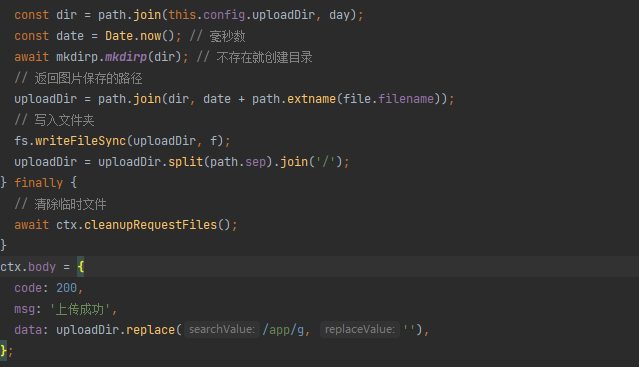 const dir = path.join(this.config.uploadDir, day);
const date = Date.now(); // 毫秒数
await mkdirp.mkdirp(dir); // 不存在就创建目录
// 返回图片保存的路径
uploadDir = path.join(dir, date + path.extname(file.filename));
// 写入文件夹
fs.writeFileSync(uploadDir, f);
uploadDir = uploadDir.split(path.sep).join('/');
} finally {
// 清除临时文件
await ctx.cleanupRequestFiles();
}
ctx.body = {
code: 200,
msg: '上传成功',
data: uploadDir.replace( searchValue: /app/g, replaceValue: ''),
};